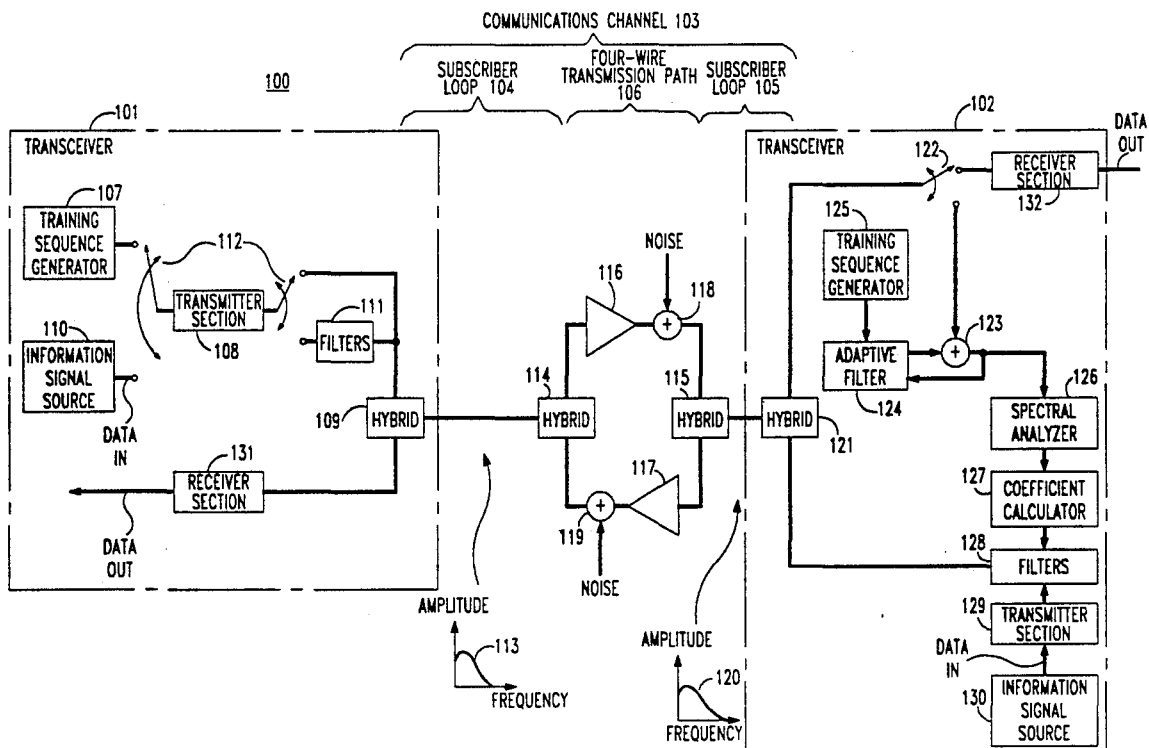 COMMUNICATIONS CHANNEL 103
100
SUBSCRIBER
LOOP 104
FOUR-WIRE
TRANSMISSION PATH
106
SUBSCRIBER
LOOP 105
101
TRANSCEIVER
107
TRAINING
SEQUENCE
GENERATOR
112
TRANSMITTER
SECTION
108
111
FILTERS
110
INFORMATION
SIGNAL
SOURCE
DATA
IN
109
HYBRID
131
RECEIVER
SECTION
DATA
OUT
114
HYBRID
116
NOISE
118
115
HYBRID
117
119
NOISE
AMPLITUDE
113
FREQUENCY
AMPLITUDE
120
FREQUENCY
102
TRANSCEIVER
122
RECEIVER
SECTION
132
DATA
OUT
125
TRAINING
SEQUENCE
GENERATOR
123
ADAPTIVE
FILTER
124
HYBRID
121
126
SPECTRAL
ANALYZER
127
COEFFICIENT
CALCULATOR
128
FILTERS
129
TRANSMITTER
SECTION
DATA
IN
130
INFORMATION
SIGNAL
SOURCE